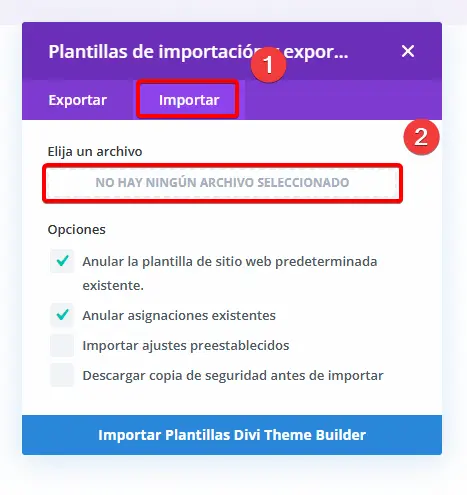 Plantillas de importación expor...
1
Exportar
Importar
2
Elija un archivo
NO HAY NINGÚN ARCHIVO SELECCIONADO
Opciones
Anular la plantilla de sitio web predeterminada
existente.
Anular asignaciones existentes
Importar ajustes preestablecidos
Descargar copia de seguridad antes de importar
Importar Plantillas Divi Theme Builder